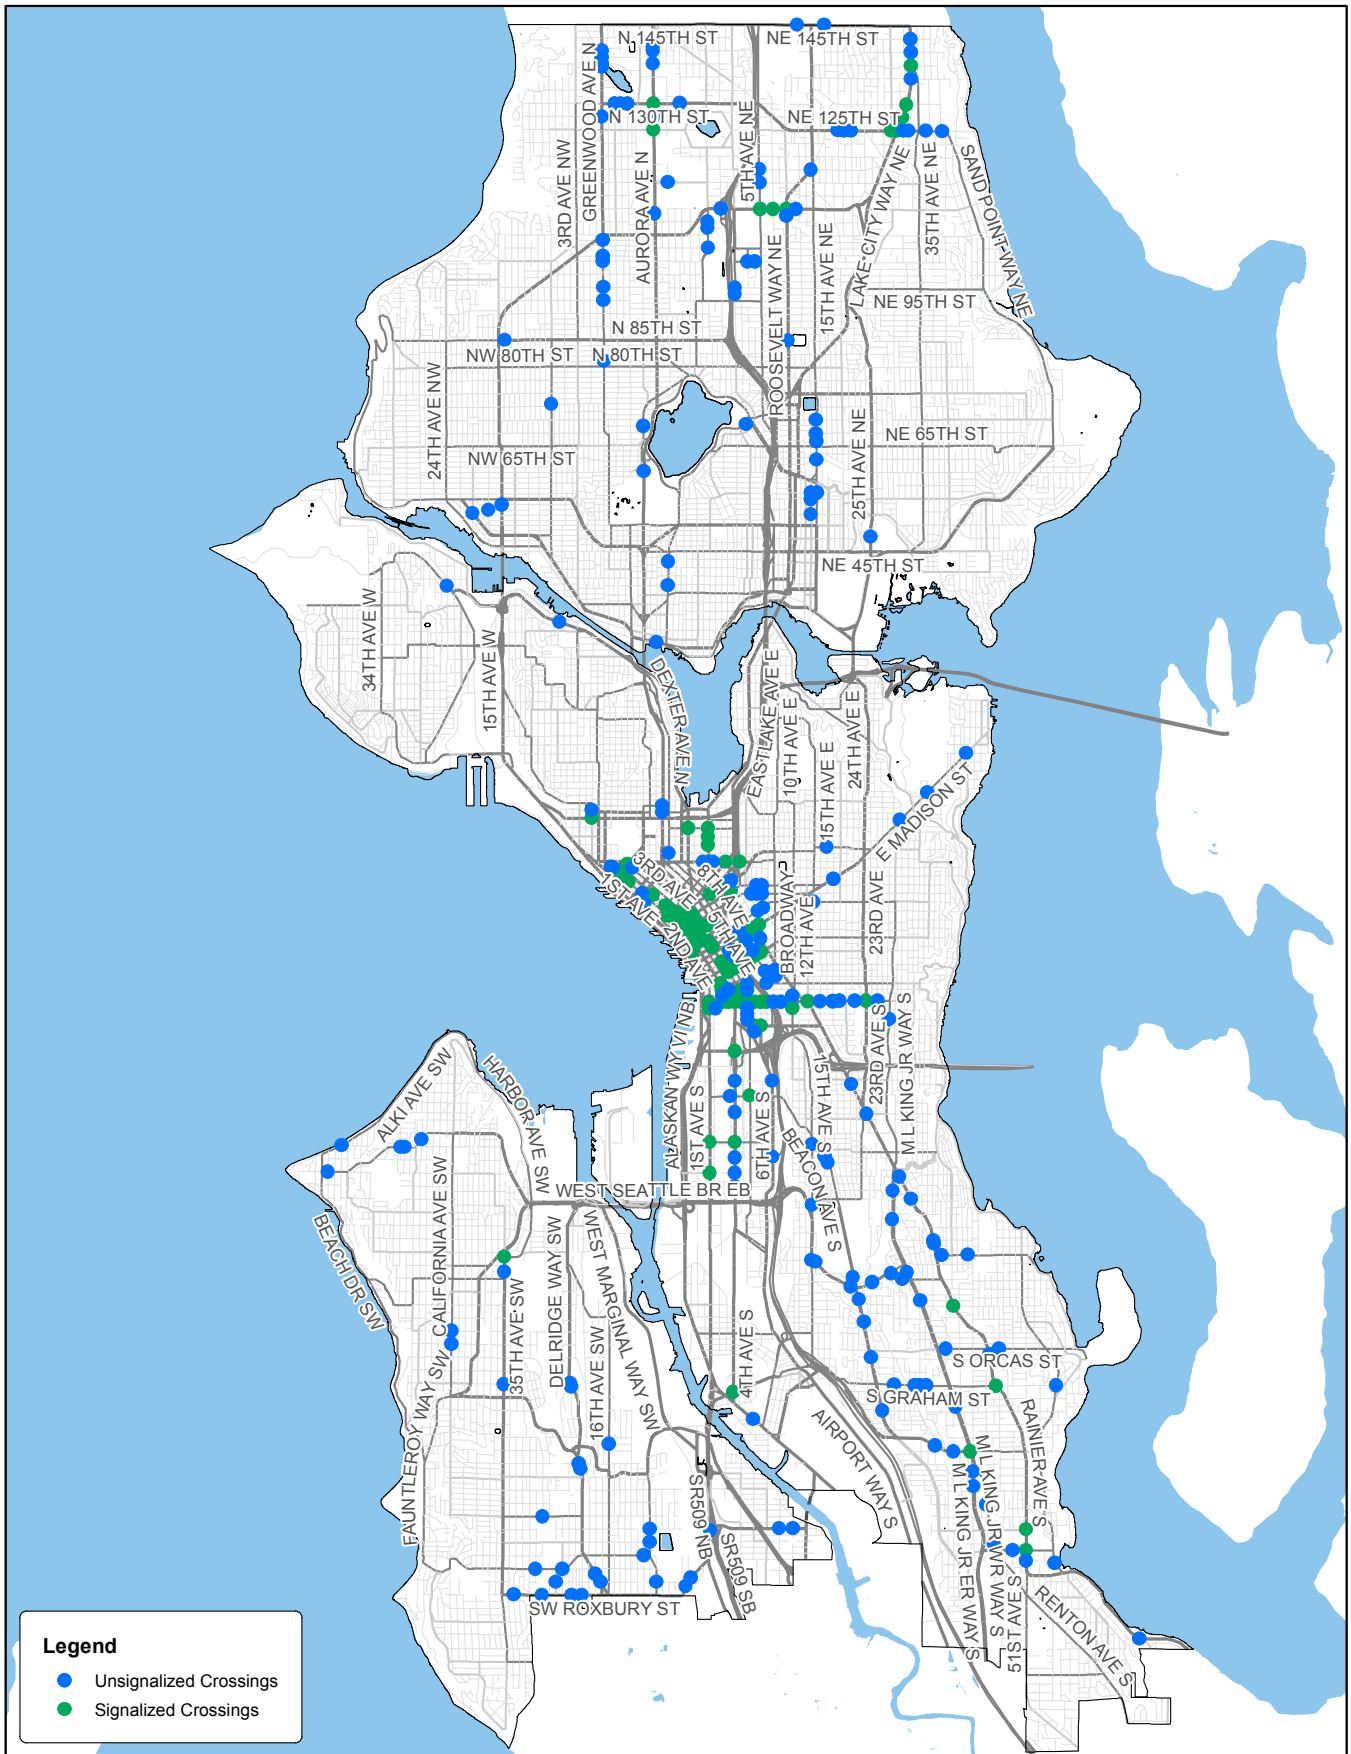 N 145TH ST
NE 145TH ST
GREENWOOD AVE N
N 130TH ST
5TH AVE NE
NE 125TH ST
3RD AVE NW
AURORA AVE N
LAKE CITY WAY NE
35TH AVE NE
SAND POINT WAY NE
ROOSEVELT WAY NE
15TH AVE NE
NE 95TH ST
N 85TH ST
NW 80TH ST
N 80TH ST
24TH AVE NW
NW 65TH ST
25TH AVE NE
NE 65TH ST
NE 45TH ST
34TH AVE W
15TH AVE W
DEXTER AVE N
EASTLAKE AVE E
10TH AVE E
15TH AVE E
24TH AVE E
E MADISON ST
3RD AVE
1ST AVE
8TH AVE
5TH AVE
2ND AVE
BROADWAY
12TH AVE
23RD AVE
ALASKAN WY VI NB
1ST AVE S
6TH AVE S
15TH AVE S
23RD AVE S
M L KING JR WAY S
BEACON AVE S
ALKI AVE SW
HARBOR AVE SW
WEST SEATTLE BR EB
BEACH DR SW
CALIFORNIA AVE SW
FAUNTLEROY WAY SW
35TH AVE SW
DELRIDGE WAY SW
16TH AVE SW
WEST MARGINAL WAY SW
4TH AVE S
S ORCAS ST
S GRAHAM ST
AIRPORT WAY S
RAINIER AVE S
M L KING JR WR WAY S
M L KING JR ER WAY S
51ST AVE S
RENTON AVE S
SR509 NB
SR509 SB
SW ROXBURY ST
Legend
Unsignalized Crossings
Signalized Crossings